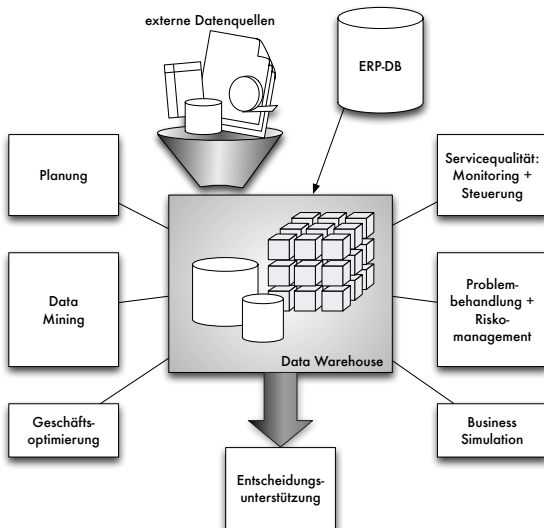 externe Datenquellen
ERP-DB
Planung
Servicequalität:
Monitoring +
Steuerung
Data
Mining
Problem-
behandlung +
Risko-
management
Data Warehouse
Geschäfts-
optimierung
Business
Simulation
Entscheidungs-
unterstützung